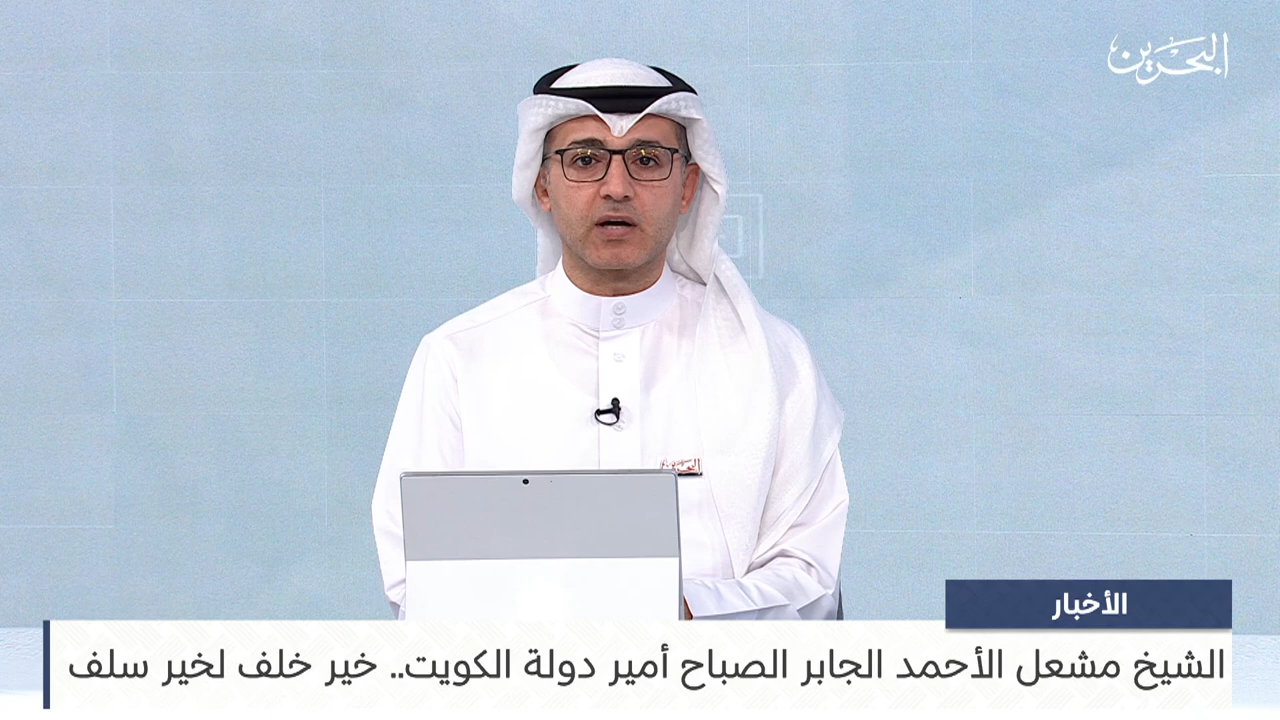 البحرين
الأخبار
الشيخ مشعل الأحمد الجابر الصباح أمير دولة الكويت.. خير خلف لخير سلف